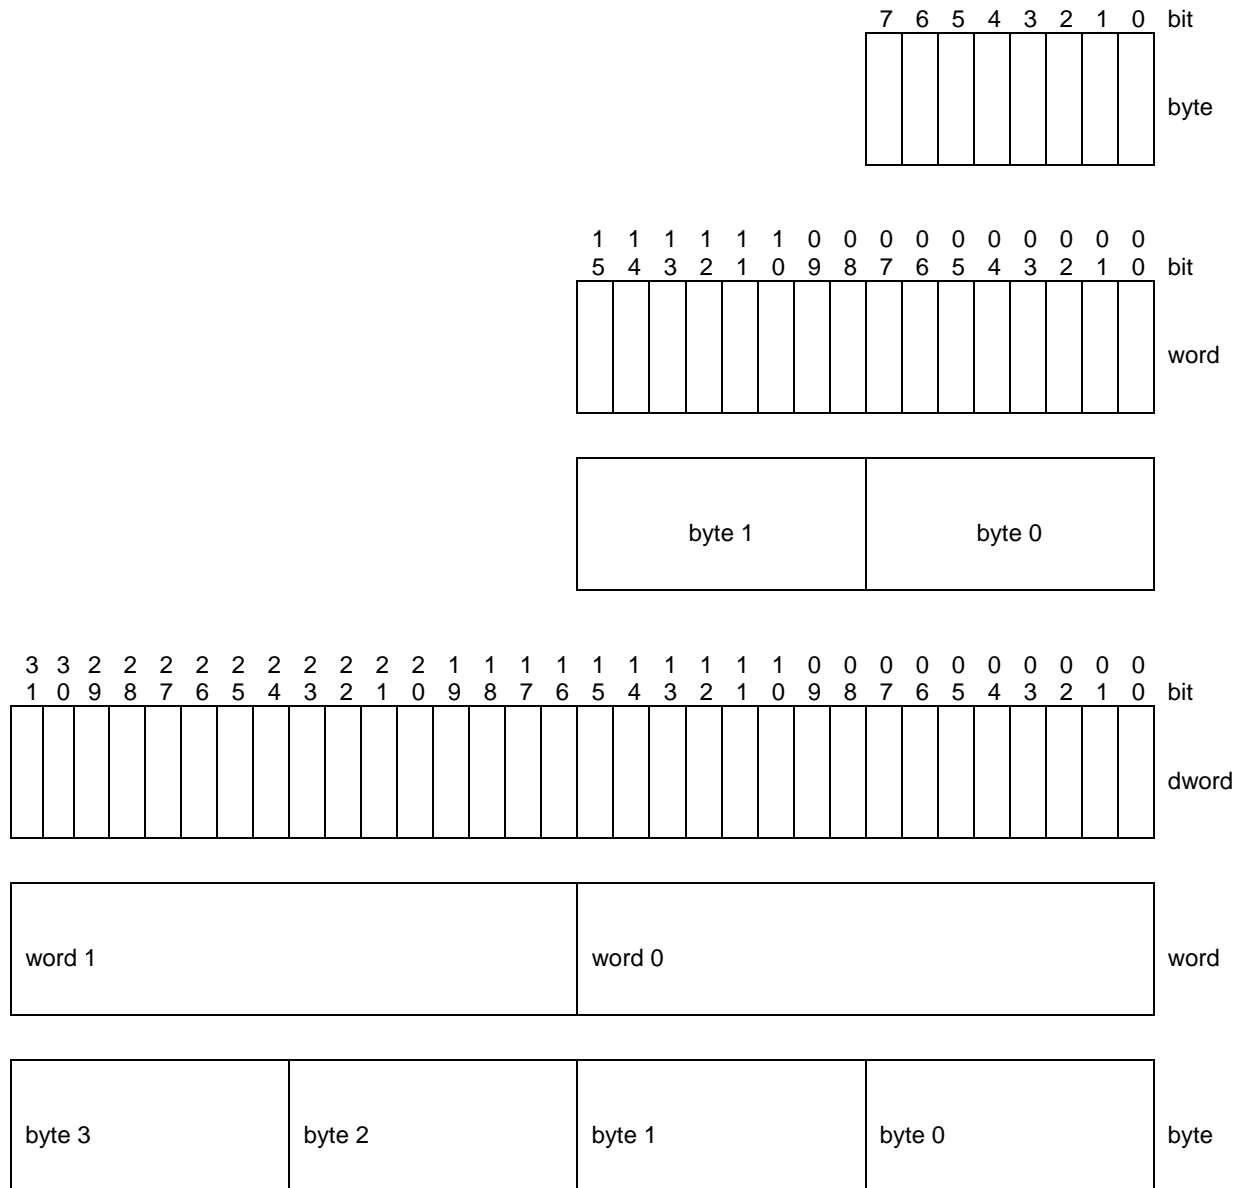 7 6 5 4 3 2 1 0 bit
byte
1 1 1 1 1 1 0 0 0 0 0 0 0 0 0 0
5 4 3 2 1 0 9 8 7 6 5 4 3 2 1 0 bit
word
byte 1 byte 0
3 3 2 2 2 2 2 2 2 2 2 2 1 1 1 1 1 1 1 1 1 1 0 0 0 0 0 0 0 0 0 0
1 0 9 8 7 6 5 4 3 2 1 0 9 8 7 6 5 4 3 2 1 0 9 8 7 6 5 4 3 2 1 0 bit
dword
word 1 word 0 word
byte 3 byte 2 byte 1 byte 0 byte